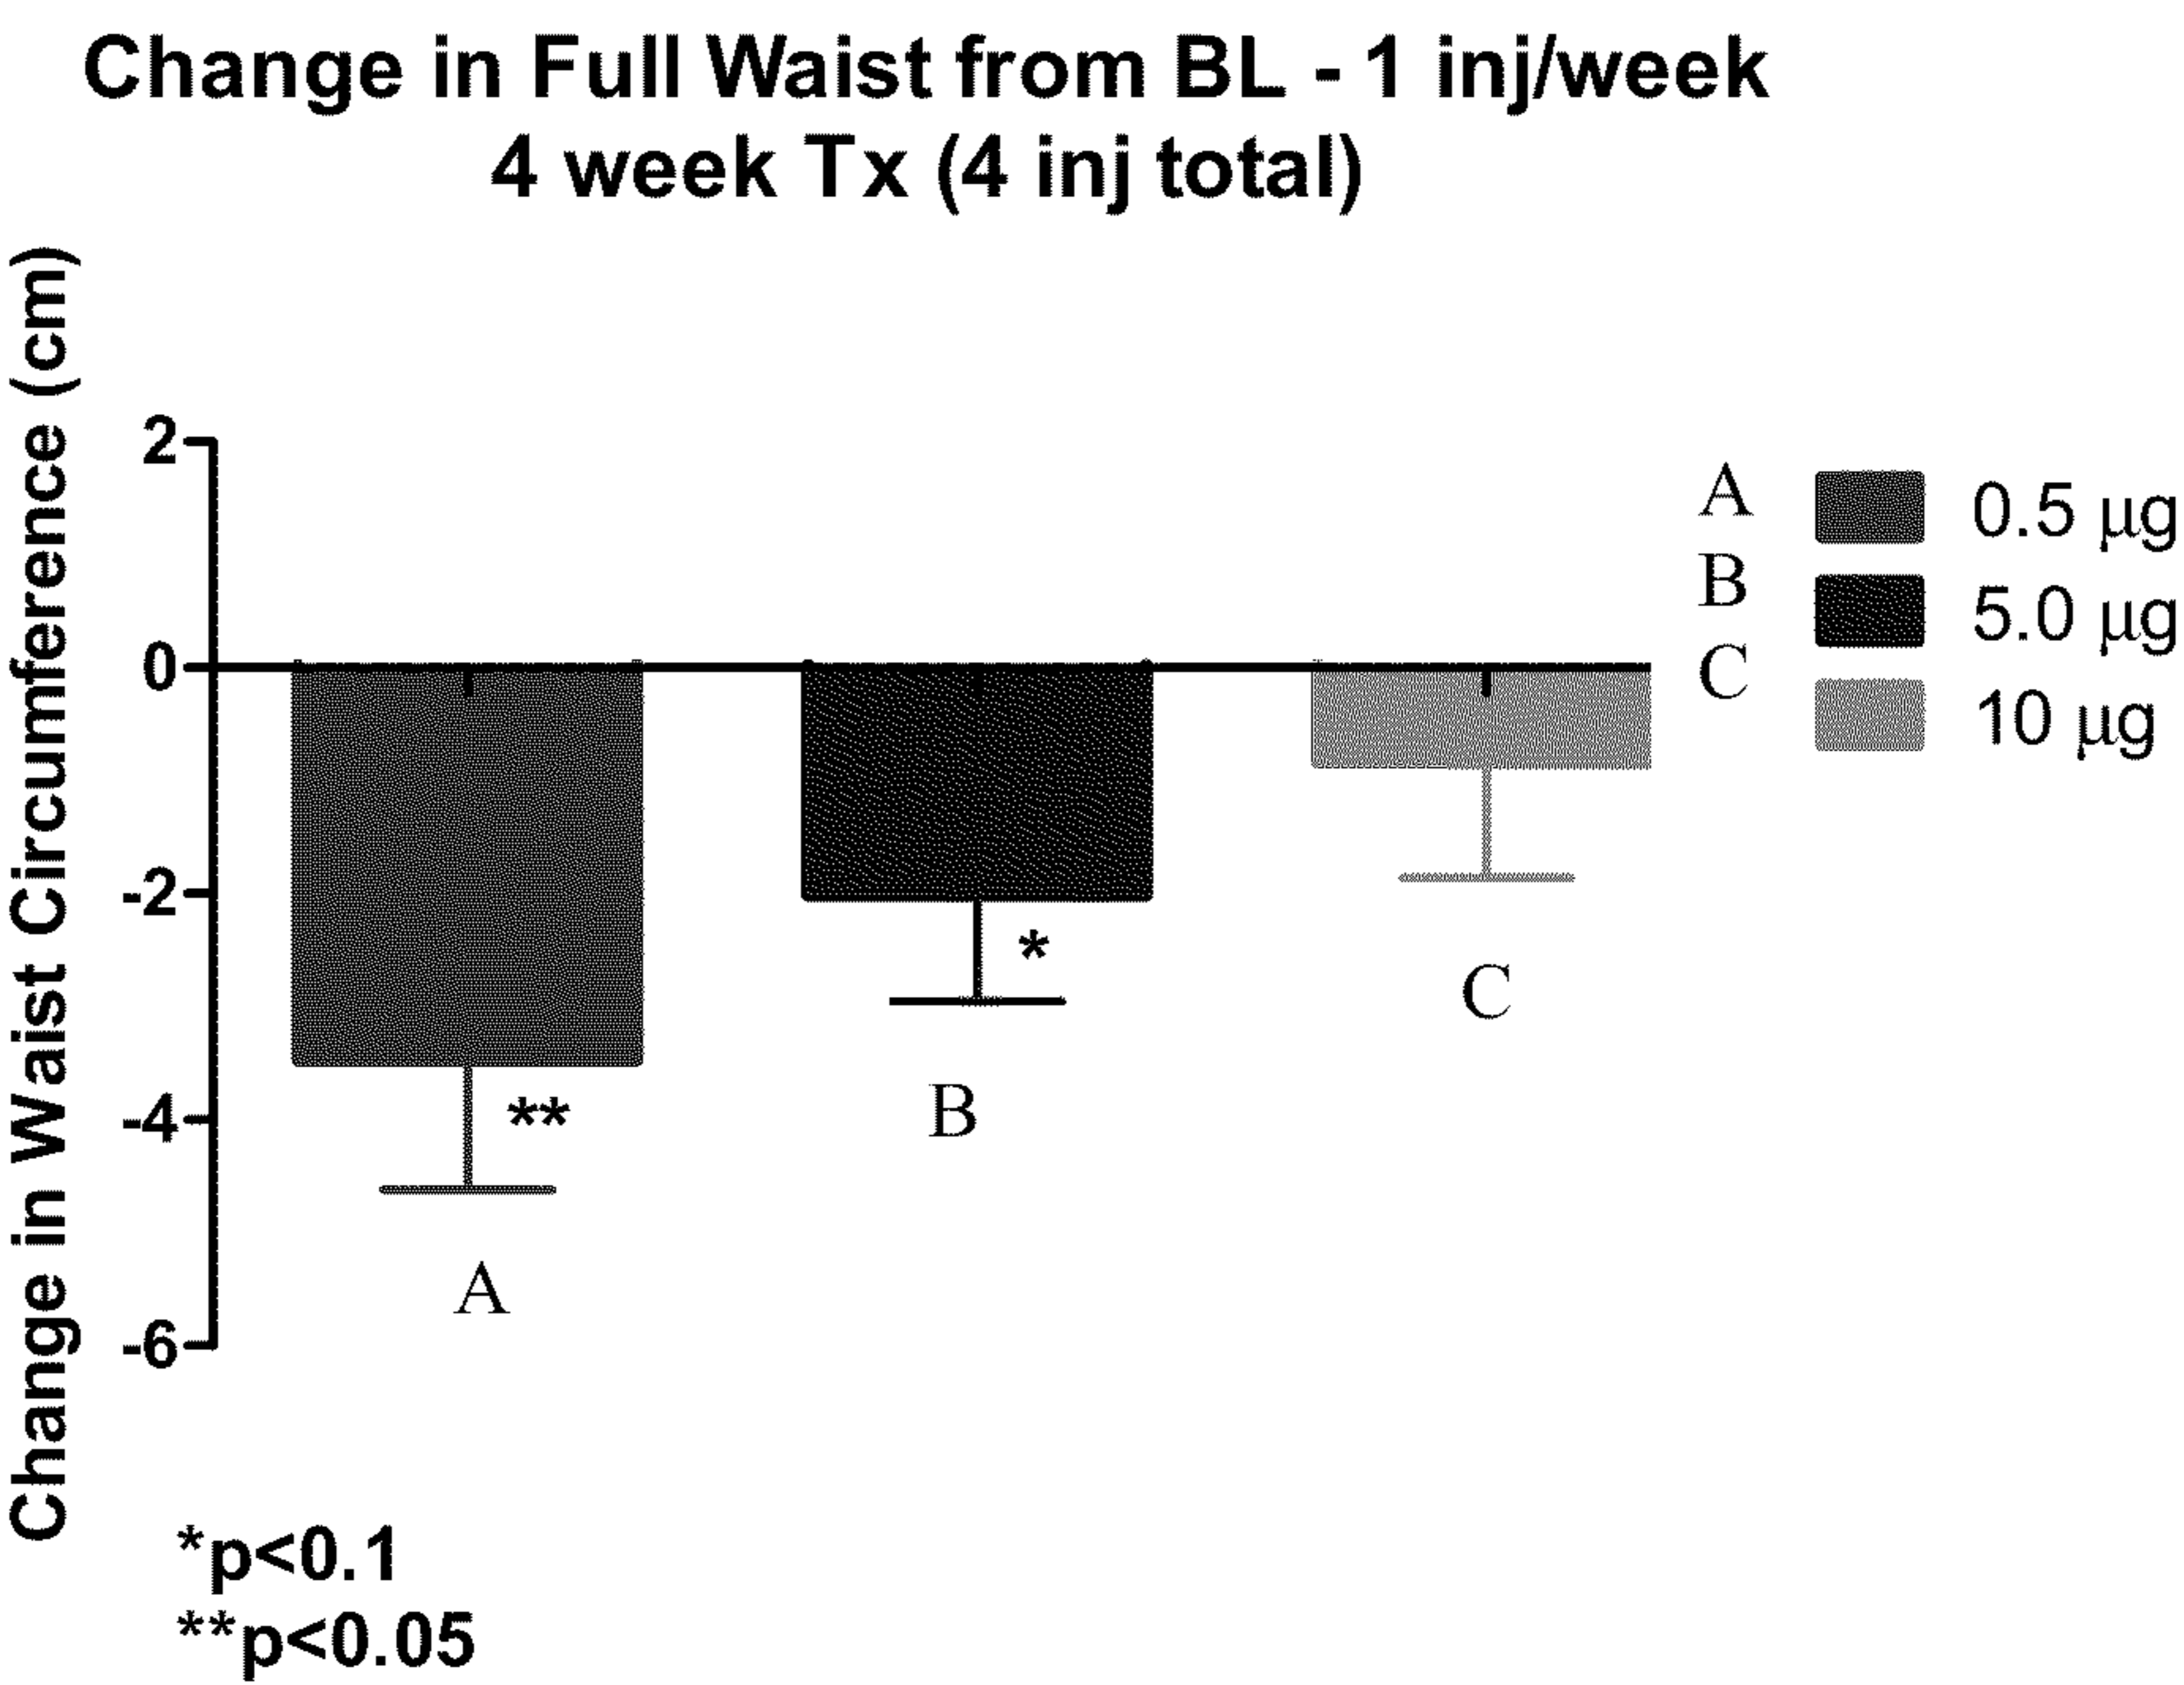 Change in Full Waist from BL - 1 inj/week
4 week Tx (4 inj total)
Change in Waist Circumference (cm)
2
0
-2
-4
-6
A 0.5 µg
B 5.0 µg
C 10 µg
**
*
A
B
C
*p<0.1
**p<0.05